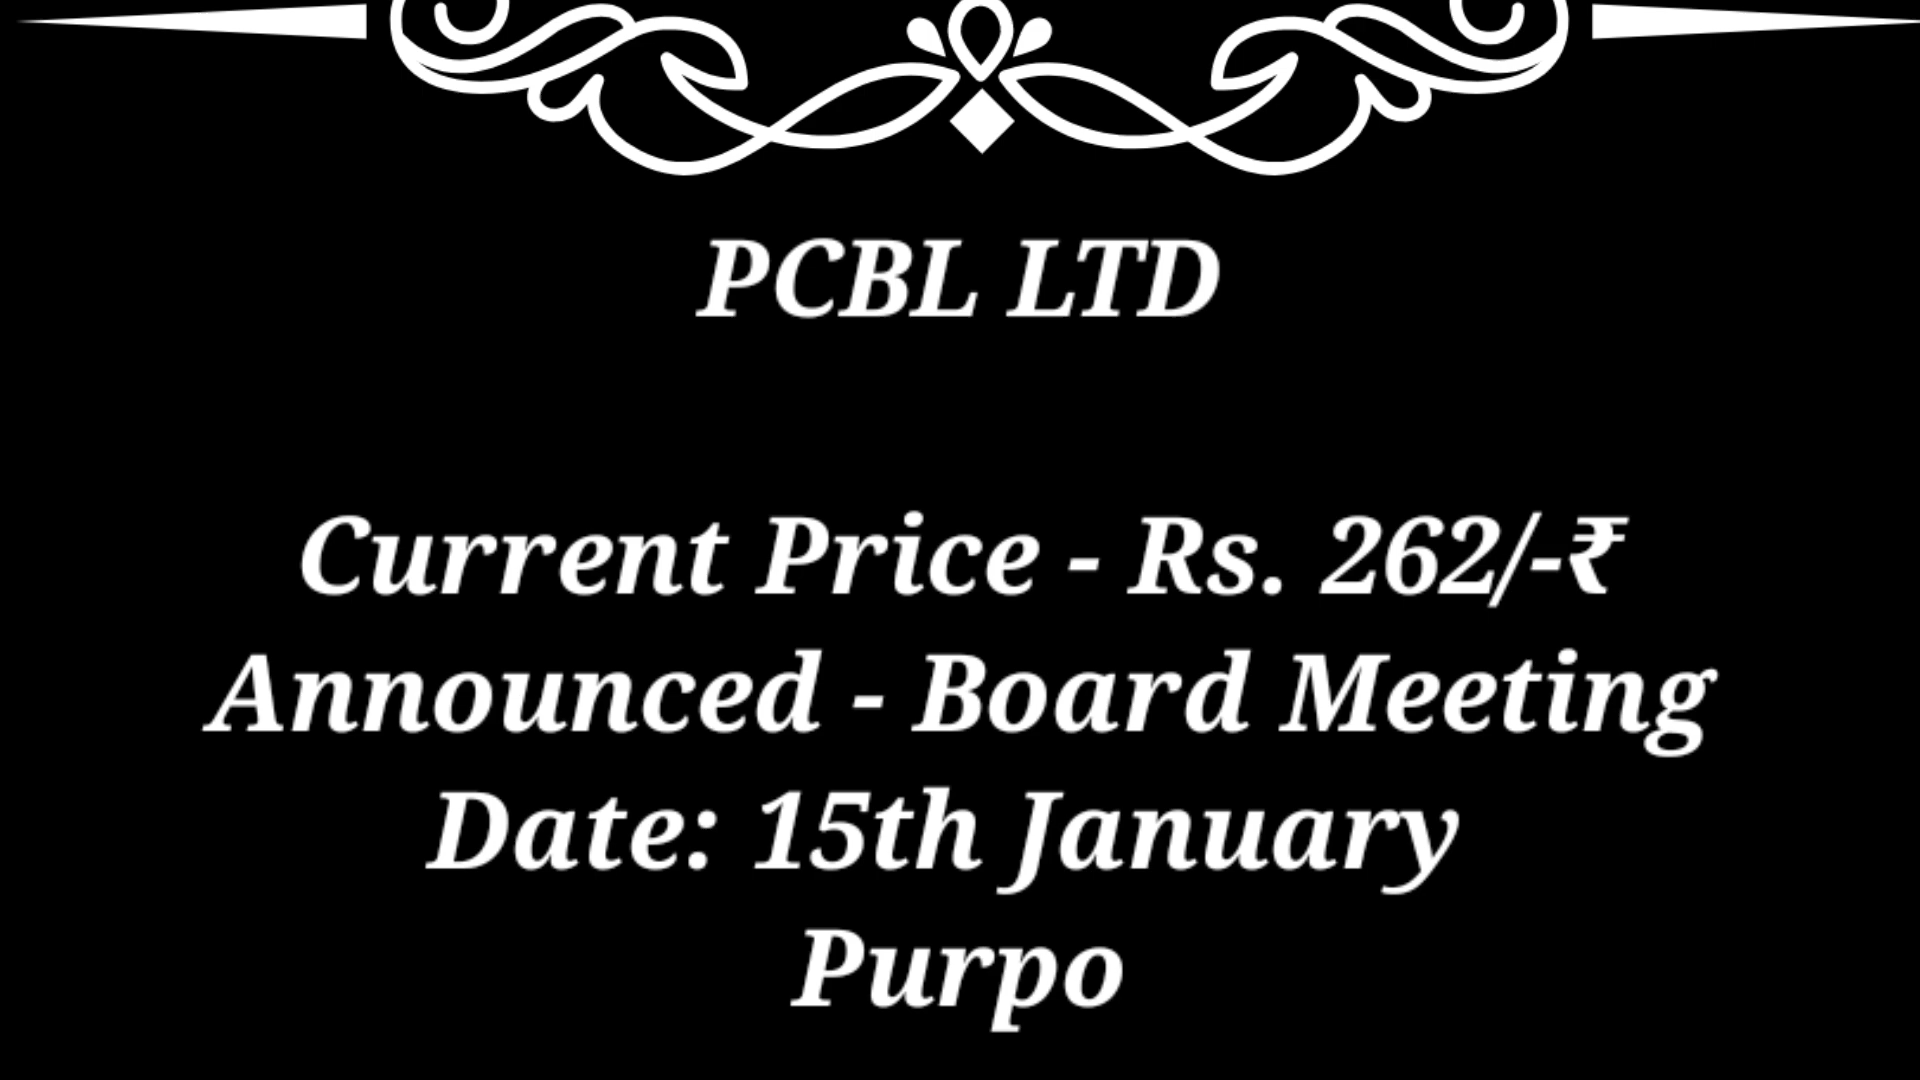 PCBL LTD
Current Price - Rs. 262/-₹
Announced - Board Meeting
Date: 15th January
Purpo